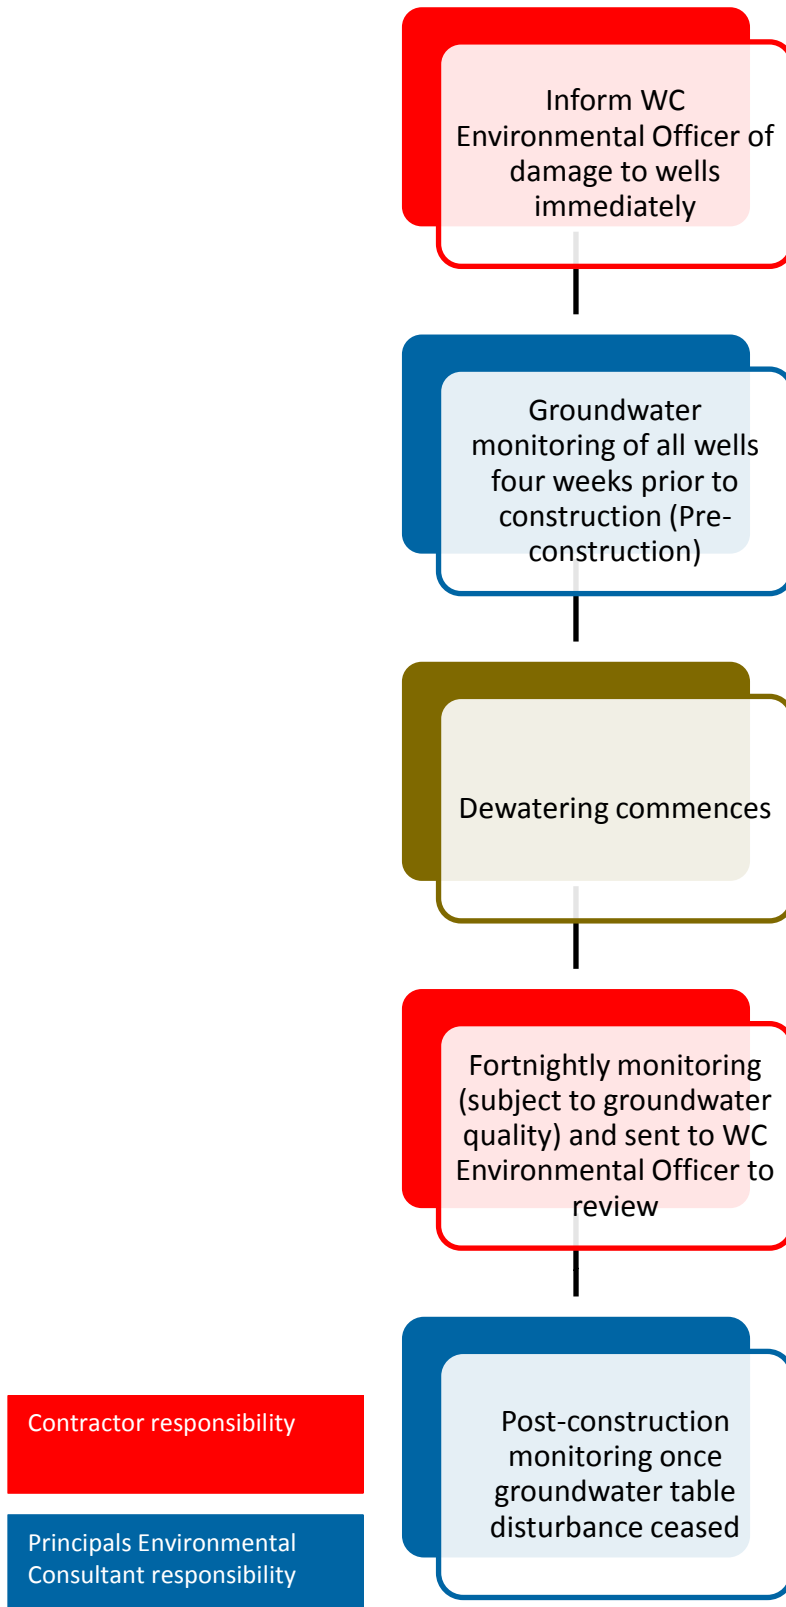 Inform WC
Environmental Officer of
damage to wells
immediately
Groundwater
monitoring of all wells
four weeks prior to
construction (Pre-
construction)
Dewatering commences
Fortnightly monitoring
(subject to groundwater
quality) and sent to WC
Environmental Officer to
review
Post-construction
monitoring once
groundwater table
disturbance ceased
Contractor responsibility
Principals Environmental
Consultant responsibility